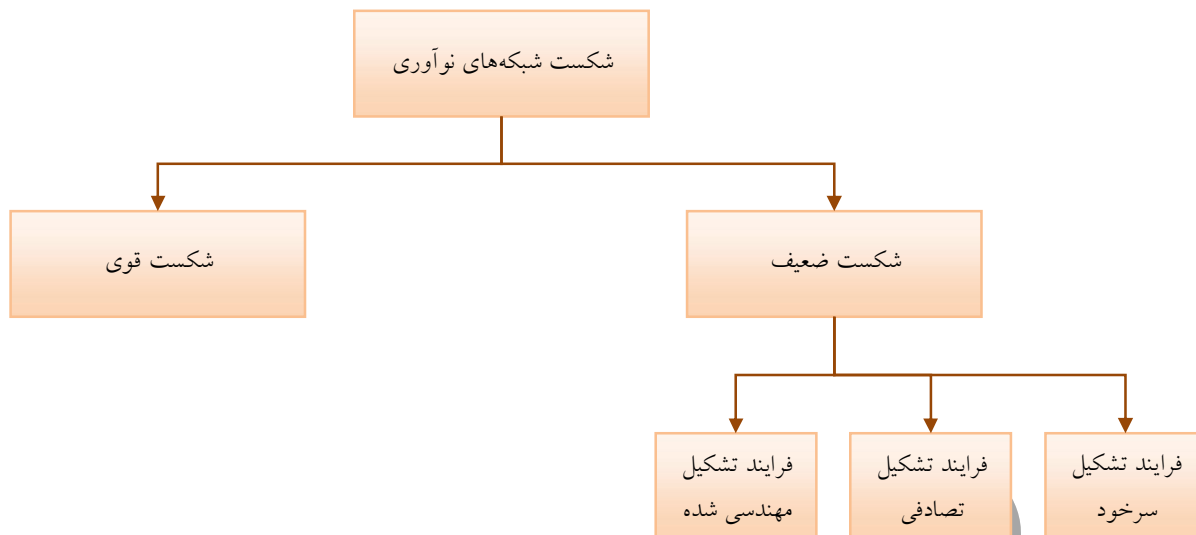 شکست شبکه‌های نوآوری
شکست ضعیف
شکست قوی
فرایند تشکیل
سرخود
فرایند تشکیل
تصادفی
فرایند تشکیل
مهندسی شده